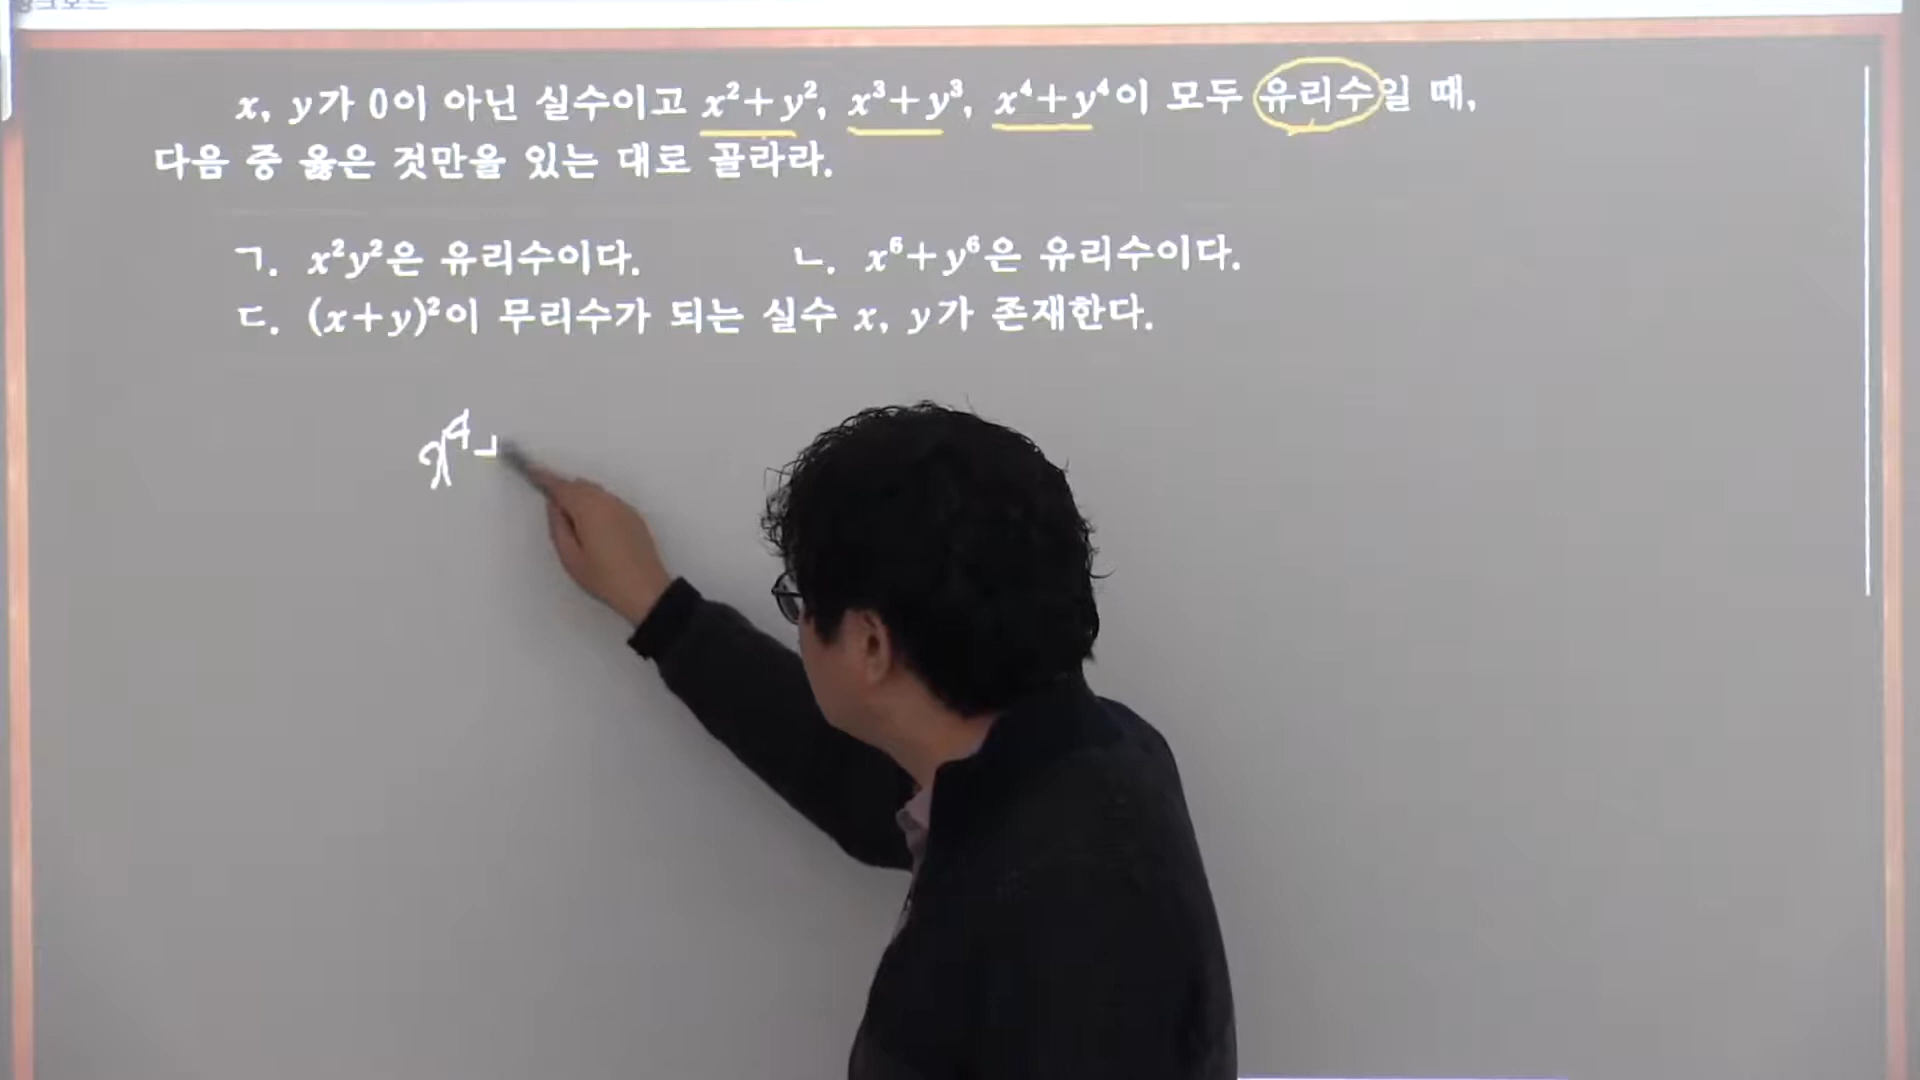 x, y가 0이 아닌 실수이고 x²+y², x³+y³, x⁴+y⁴이 모두 유리수일 때,
다음 중 옳은 것만을 있는 대로 골라라.
ㄱ. x²y²은 유리수이다. ㄴ. x⁶+y⁶은 유리수이다.
ㄷ. (x+y)²이 무리수가 되는 실수 x, y가 존재한다.
x⁴